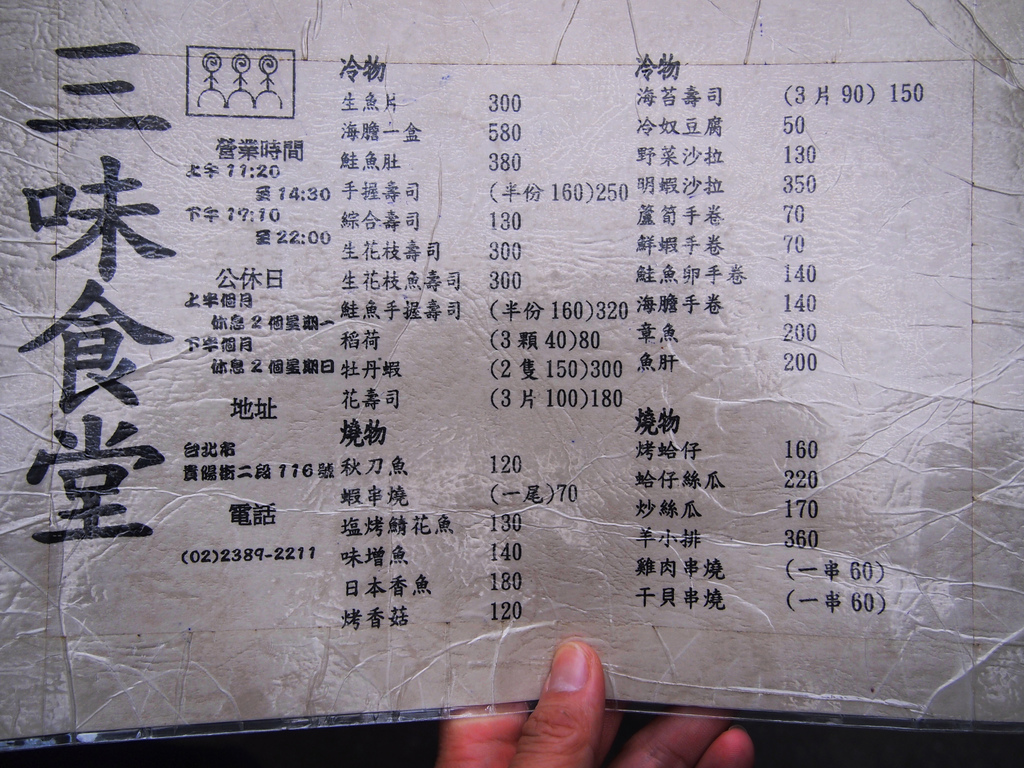 三味食堂
營業時間
上午 11:20
至 14:30
下午 17:10
至 22:00
公休日
上半個月
休息 2 個星期一
下半個月
休息 2 個星期日
地址
台北市
貴陽街二段 116 號
電話
(02)2389-2211
冷物
生魚片 300
海膽一盒 580
鮭魚肚 380
手握壽司 (半份 160)250
綜合壽司 130
生花枝壽司 300
生花枝魚壽司 300
鮭魚手握壽司 (半份 160)320
稻荷 (3 顆 40)80
牡丹蝦 (2 隻 150)300
花壽司 (3 片 100)180
燒物
秋刀魚 120
蝦串燒 (一尾)70
塩烤鯖花魚 130
味增魚 140
日本香魚 180
烤香菇 120
冷物
海苔壽司 (3 片 90) 150
冷奴豆腐 50
野菜沙拉 130
明蝦沙拉 350
蘆筍手卷 70
鮮蝦手卷 70
鮭魚卵手卷 140
海膽手卷 140
章魚 200
魚肝 200
燒物
烤蛤仔 160
蛤仔絲瓜 220
炒絲瓜 170
羊小排 360
雞肉串燒 (一串 60)
干貝串燒 (一串 60)